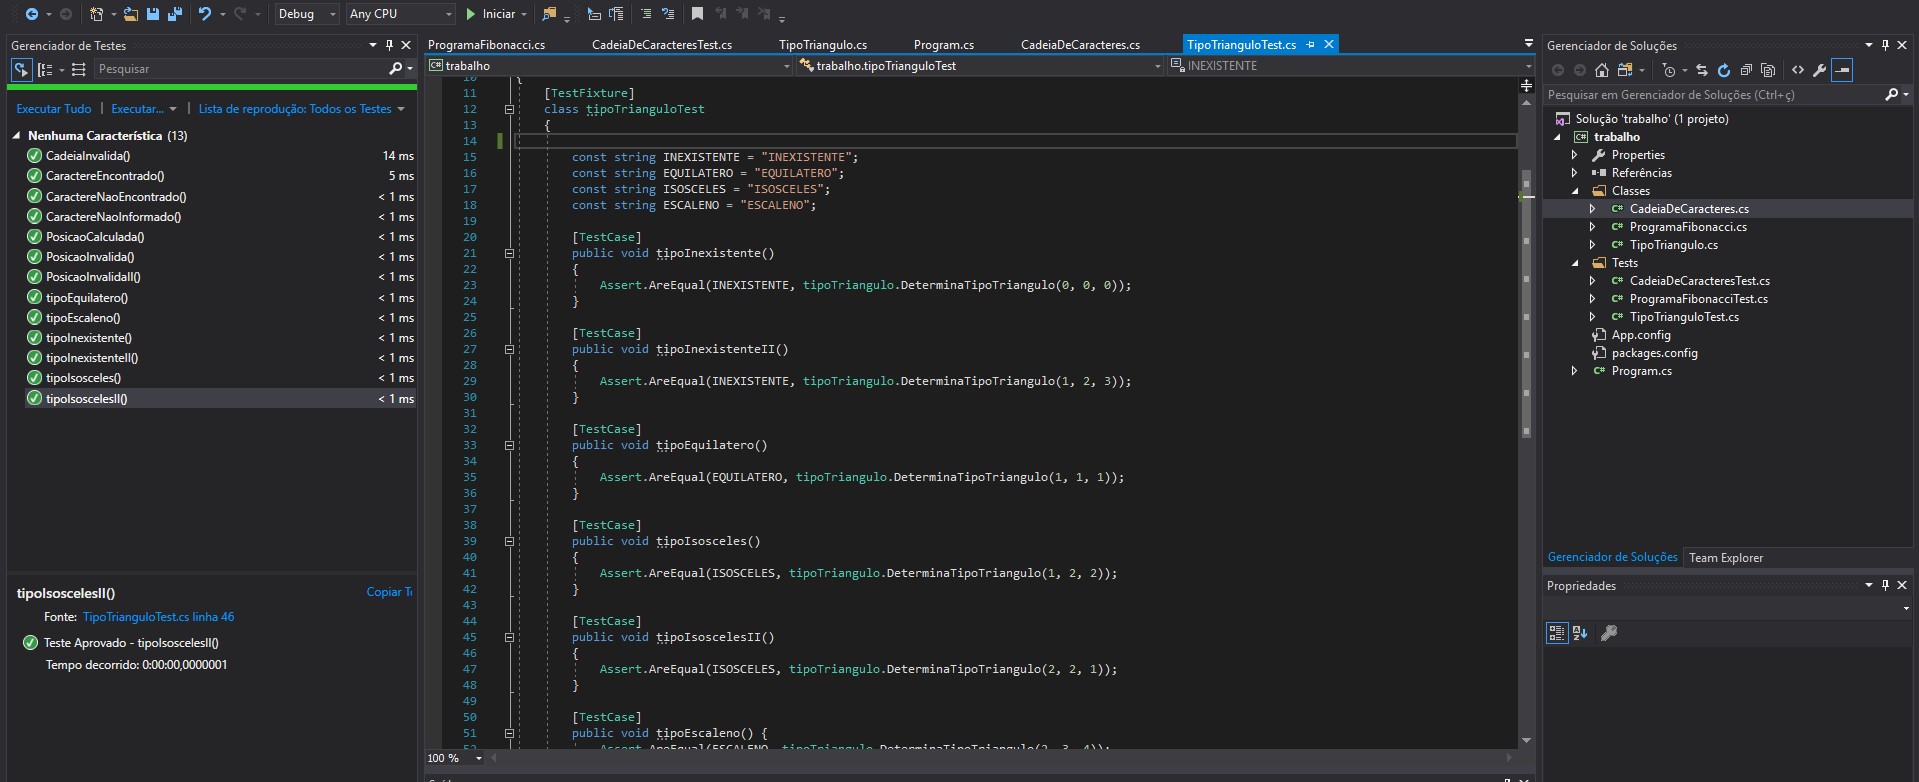 Debug
Any CPU
Iniciar
Gerenciador de Testes
Pesquisar
Executar Tudo | Executar... | Lista de reprodução: Todos os Testes
Nenhuma Característica (13)
CadeiaInvalida() 14 ms
CaractereEncontrado() 5 ms
CaractereNaoEncontrado() < 1 ms
CaractereNaoInformado() < 1 ms
PosicaoCalculada() < 1 ms
PosicaoInvalida() < 1 ms
PosicaoInvalidaII() < 1 ms
tipoEquilatero() < 1 ms
tipoEscaleno() < 1 ms
tipoInexistente() < 1 ms
tipoInexistenteII() < 1 ms
tipoIsosceles() < 1 ms
tipoIsoscelesII() < 1 ms
tipoIsoscelesII() Copiar T
Fonte: TipoTrianguloTest.cs linha 46
Teste Aprovado - tipoIsoscelesII()
Tempo decorrido: 0:00:00,0000001
ProgramaFibonacci.cs CadeiaDeCaracteresTest.cs TipoTriangulo.cs Program.cs CadeiaDeCaracteres.cs TipoTrianguloTest.cs
C# trabalho trabalho.tipoTrianguloTest INEXISTENTE
10 {
11 [TestFixture]
12 class tipoTrianguloTest
13 {
14
15 const string INEXISTENTE = "INEXISTENTE";
16 const string EQUILATERO = "EQUILATERO";
17 const string ISOSCELES = "ISOSCELES";
18 const string ESCALENO = "ESCALENO";
19
20 [TestCase]
21 public void tipoInexistente()
22 {
23 Assert.AreEqual(INEXISTENTE, tipoTriangulo.DeterminaTipoTriangulo(0, 0, 0));
24 }
25
26 [TestCase]
27 public void tipoInexistenteII()
28 {
29 Assert.AreEqual(INEXISTENTE, tipoTriangulo.DeterminaTipoTriangulo(1, 2, 3));
30 }
31
32 [TestCase]
33 public void tipoEquilatero()
34 {
35 Assert.AreEqual(EQUILATERO, tipoTriangulo.DeterminaTipoTriangulo(1, 1, 1));
36 }
37
38 [TestCase]
39 public void tipoIsosceles()
40 {
41 Assert.AreEqual(ISOSCELES, tipoTriangulo.DeterminaTipoTriangulo(1, 2, 2));
42 }
43
44 [TestCase]
45 public void tipoIsoscelesII()
46 {
47 Assert.AreEqual(ISOSCELES, tipoTriangulo.DeterminaTipoTriangulo(2, 2, 1));
48 }
49
50 [TestCase]
51 public void tipoEscaleno() {
52 Assert.AreEqual(ESCALENO, tipoTriangulo.DeterminaTipoTriangulo(2, 3, 4));
100 %
Gerenciador de Soluções
Pesquisar em Gerenciador de Soluções (Ctrl+ç)
Solução 'trabalho' (1 projeto)
C# trabalho
Properties
Referências
Classes
C# CadeiaDeCaracteres.cs
C# ProgramaFibonacci.cs
C# TipoTriangulo.cs
Tests
C# CadeiaDeCaracteresTest.cs
C# ProgramaFibonacciTest.cs
C# TipoTrianguloTest.cs
App.config
packages.config
C# Program.cs
Gerenciador de Soluções Team Explorer
Propriedades